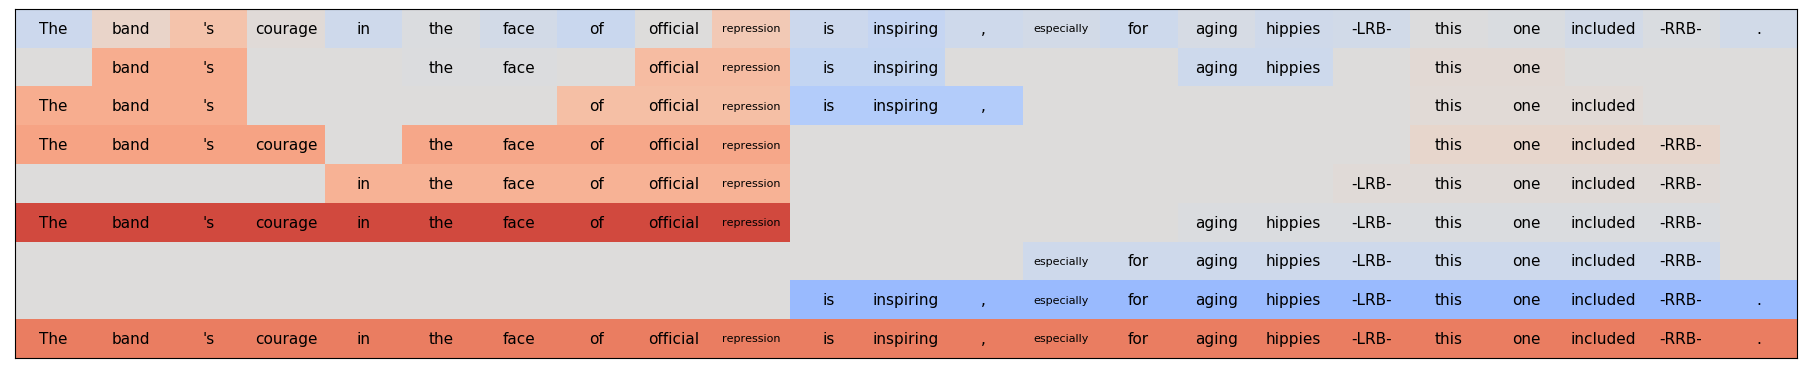 The band 's courage in the face of official repression is inspiring , especially for aging hippies -LRB- this one included -RRB- .
band 's the face official repression is inspiring aging hippies this one
The band 's of official repression is inspiring , this one included
The band 's courage the face of official repression this one included -RRB-
in the face of official repression -LRB- this one included -RRB-
The band 's courage in the face of official repression aging hippies -LRB- this one included -RRB-
especially for aging hippies -LRB- this one included -RRB-
is inspiring , especially for aging hippies -LRB- this one included -RRB- .
The band 's courage in the face of official repression is inspiring , especially for aging hippies -LRB- this one included -RRB- .